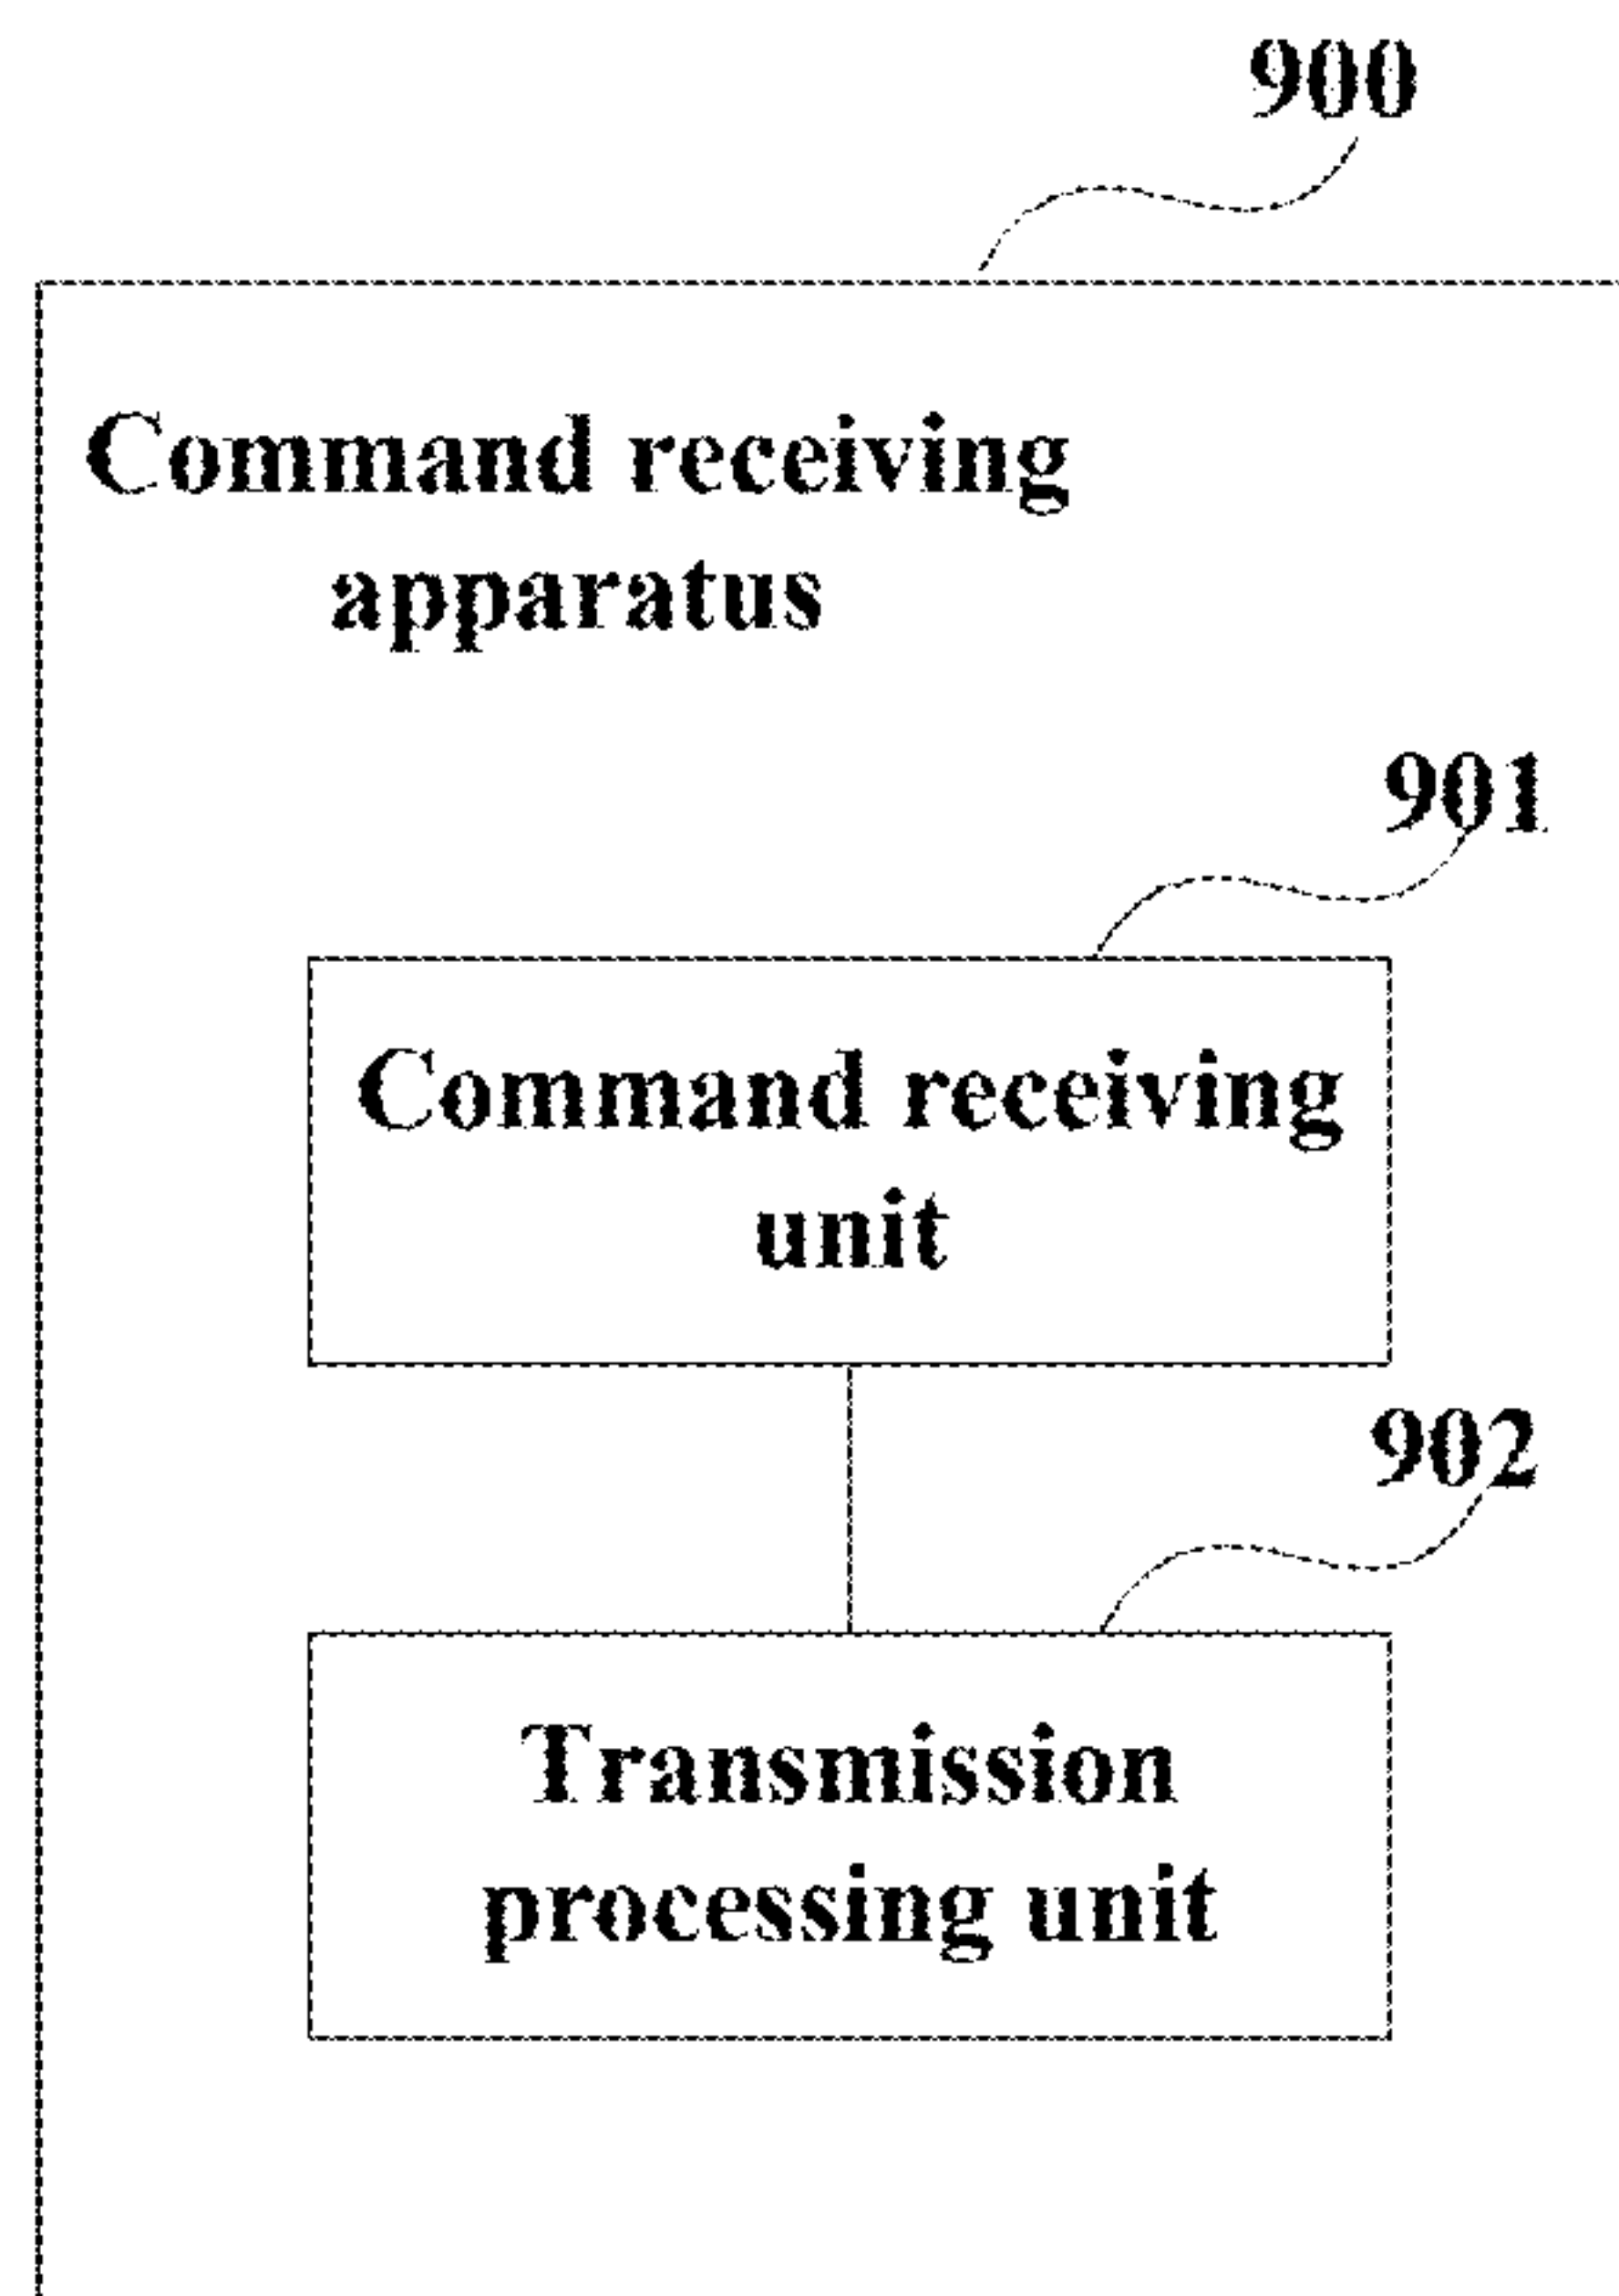 900
Command receiving
apparatus
901
Command receiving
unit
902
Transmission
processing unit